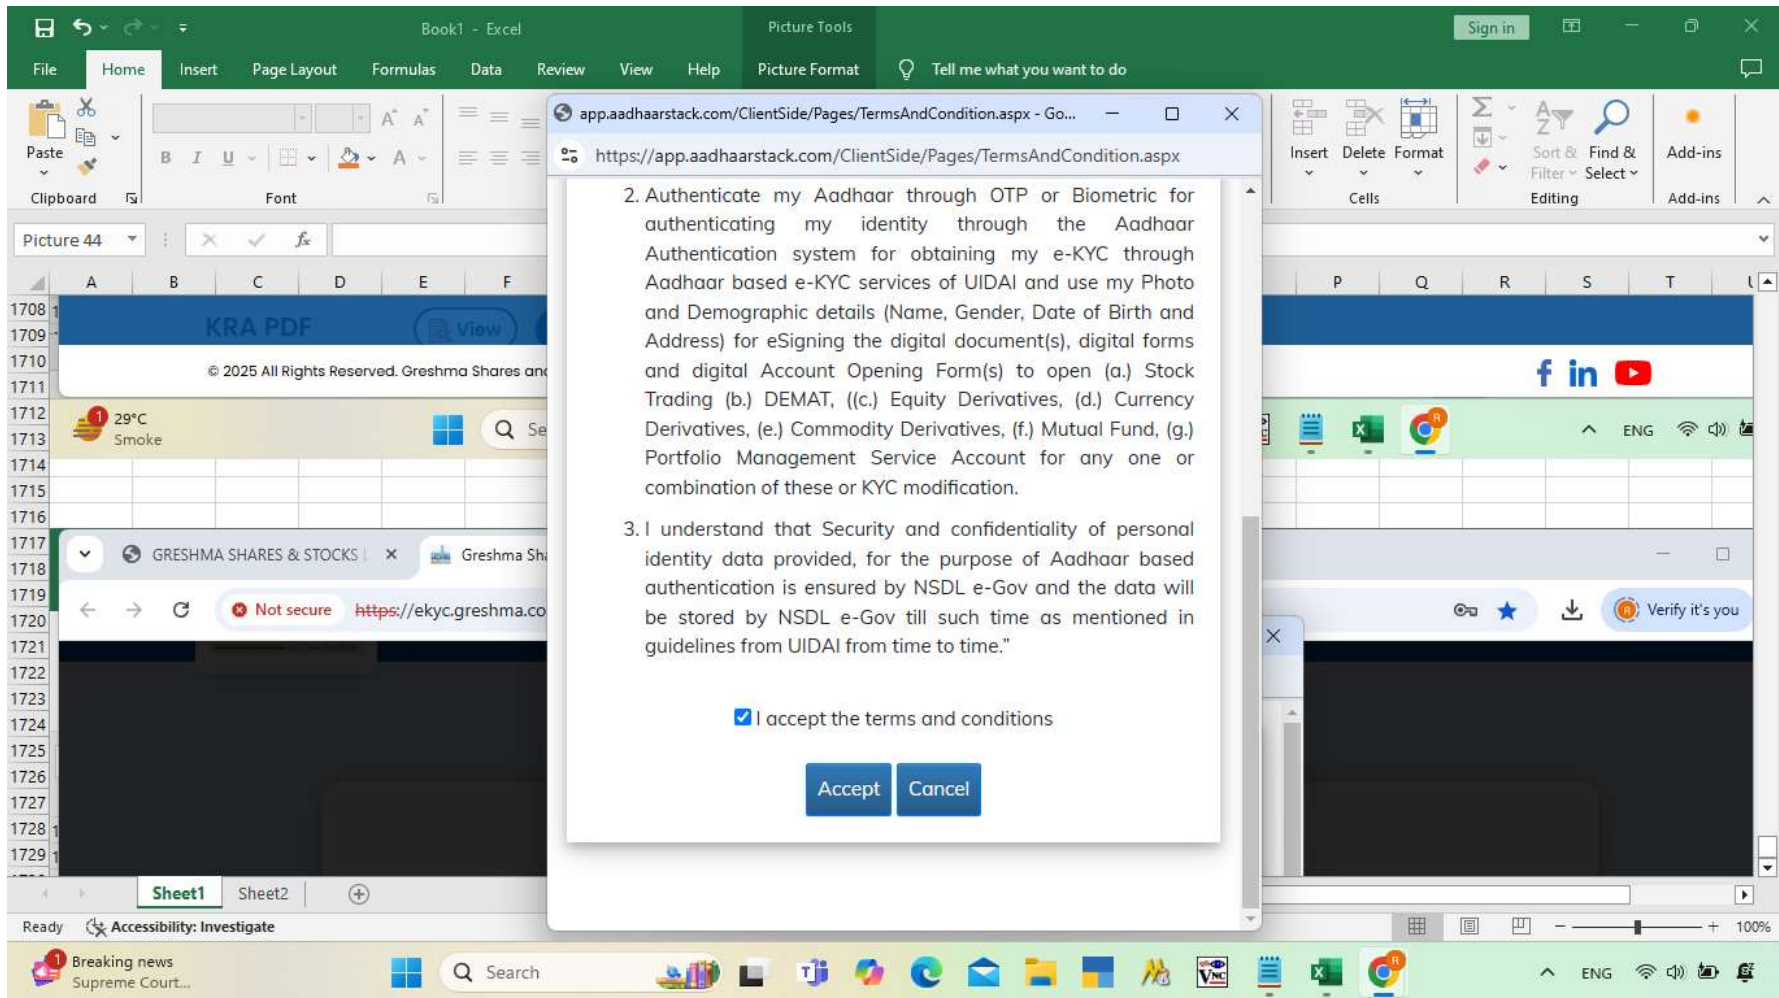 Book1 - Excel
Picture Tools
Sign in
File Home Insert Page Layout Formulas Data Review View Help Picture Format Tell me what you want to do
app.aadhaarstack.com/ClientSide/Pages/TermsAndCondition.aspx - Go...
https://app.aadhaarstack.com/ClientSide/Pages/TermsAndCondition.aspx
Paste
B I U A
Insert Delete Format
Sort & Filter
Find & Select
Add-ins
Clipboard Font Cells Editing Add-ins
Picture 44 fx
A B C D E F P Q R S T
2. Authenticate my Aadhaar through OTP or Biometric for
authenticating my identity through the Aadhaar
Authentication system for obtaining my e-KYC through
Aadhaar based e-KYC services of UIDAI and use my Photo
and Demographic details (Name, Gender, Date of Birth and
Address) for eSigning the digital document(s), digital forms
and digital Account Opening Form(s) to open (a.) Stock
Trading (b.) DEMAT, ((c.) Equity Derivatives, (d.) Currency
Derivatives, (e.) Commodity Derivatives, (f.) Mutual Fund, (g.)
Portfolio Management Service Account for any one or
combination of these or KYC modification.
3. I understand that Security and confidentiality of personal
identity data provided, for the purpose of Aadhaar based
authentication is ensured by NSDL e-Gov and the data will
be stored by NSDL e-Gov till such time as mentioned in
guidelines from UIDAI from time to time."
I accept the terms and conditions
Accept Cancel
1708
1709
1710
1711
1712
1713
1714
1715
1716
1717
1718
1719
1720
1721
1722
1723
1724
1725
1726
1727
1728
1729
KRA PDF View
© 2025 All Rights Reserved. Greshma Shares and
f in
1
29°C
Smoke
ENG
GRESHMA SHARES & STOCKS
Greshma Sha
Not secure https://ekyc.greshma.co
Verify it's you
Sheet1 Sheet2
Ready Accessibility: Investigate
100%
1
Breaking news
Supreme Court...
Search
ENG